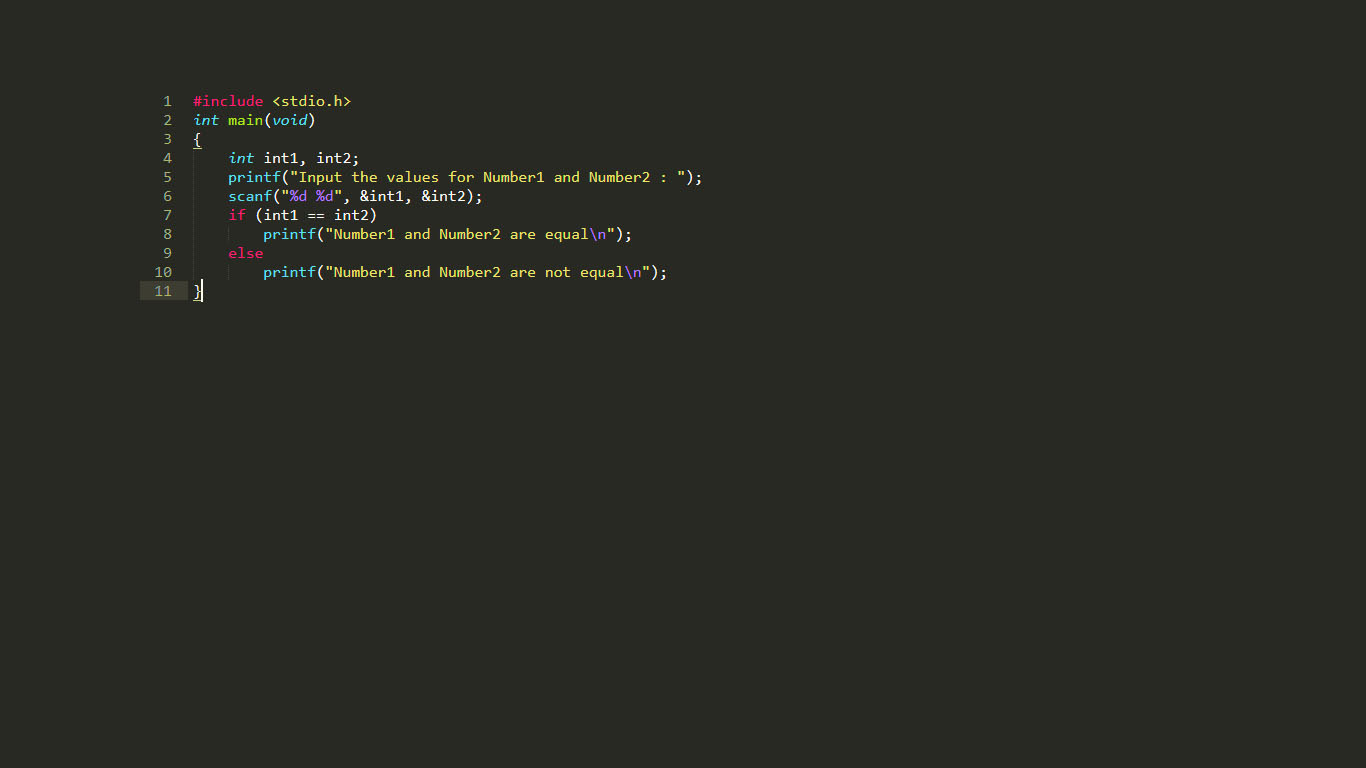 1 #include <stdio.h>
2 int main(void)
3 {
4     int int1, int2;
5     printf("Input the values for Number1 and Number2 : ");
6     scanf("%d %d", &int1, &int2);
7     if (int1 == int2)
8         printf("Number1 and Number2 are equal\n");
9     else
10         printf("Number1 and Number2 are not equal\n");
11 }